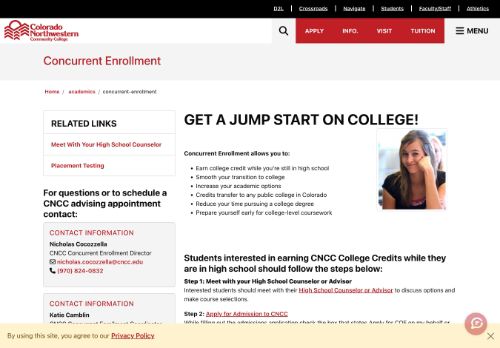 D2L | Crossroads | Navigate | Students | Faculty/Staff | Athletics
Colorado
Northwestern
Community College
APPLY INFO. VISIT TUITION MENU
Concurrent Enrollment
Home / academics / concurrent-enrollment
RELATED LINKS
Meet With Your High School Counselor
Placement Testing
For questions or to schedule a
CNCC advising appointment
contact:
CONTACT INFORMATION
Nicholas Cocozzella
CNCC Concurrent Enrollment Director
nicholas.cocozzella@cncc.edu
(970) 824-0832
CONTACT INFORMATION
Katie Camblin
CNCC Concurrent Enrollment Coordinator
GET A JUMP START ON COLLEGE!
Concurrent Enrollment allows you to:
Earn college credit while you're still in high school
Smooth your transition to college
Increase your academic options
Credits transfer to any public college in Colorado
Reduce your time pursuing a college degree
Prepare yourself early for college-level coursework
Students interested in earning CNCC College Credits while they
are in high school should follow the steps below:
Step 1: Meet with your High School Counselor or Advisor
Interested students should meet with their High School Counselor or Advisor to discuss options and
make course selections.
Step 2: Apply for Admission to CNCC
While filling out the admissions application check the box that states Apply for COF on my behalf or
By using this site, you agree to our Privacy Policy